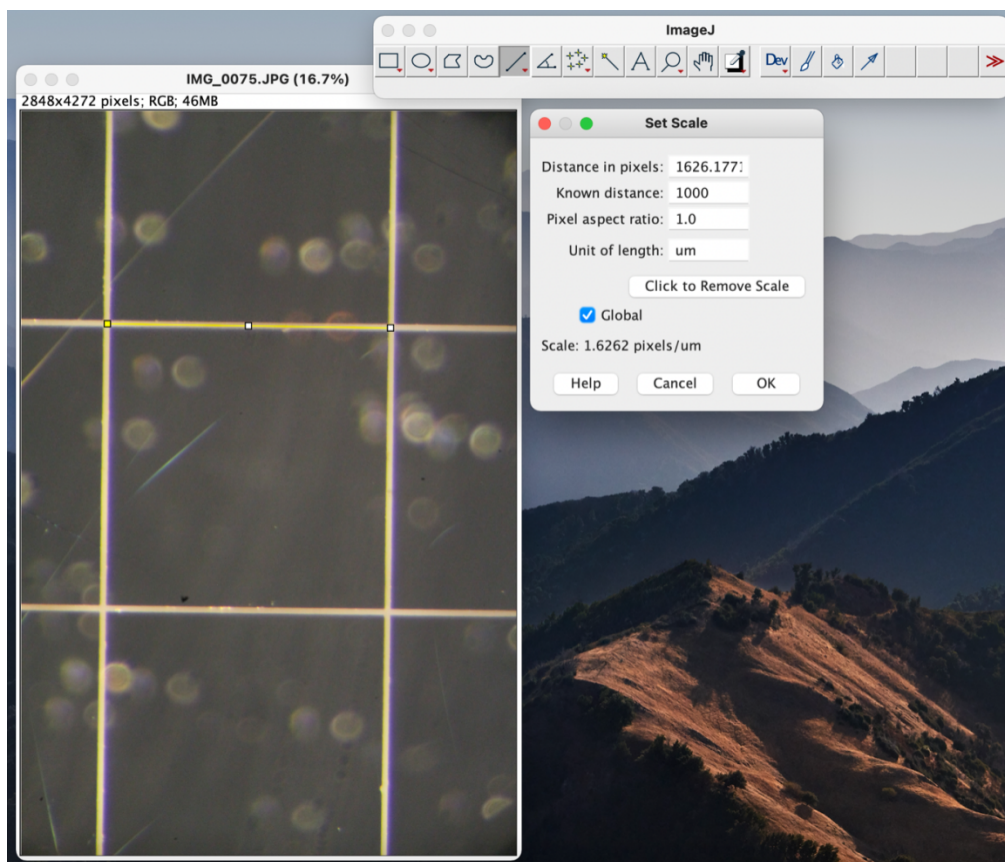 ImageJ
A
Dev
IMG_0075.JPG (16.7%)
2848x4272 pixels; RGB; 46MB
Set Scale
Distance in pixels: 1626.1771
Known distance: 1000
Pixel aspect ratio: 1.0
Unit of length: um
Click to Remove Scale
Global
Scale: 1.6262 pixels/um
Help Cancel OK